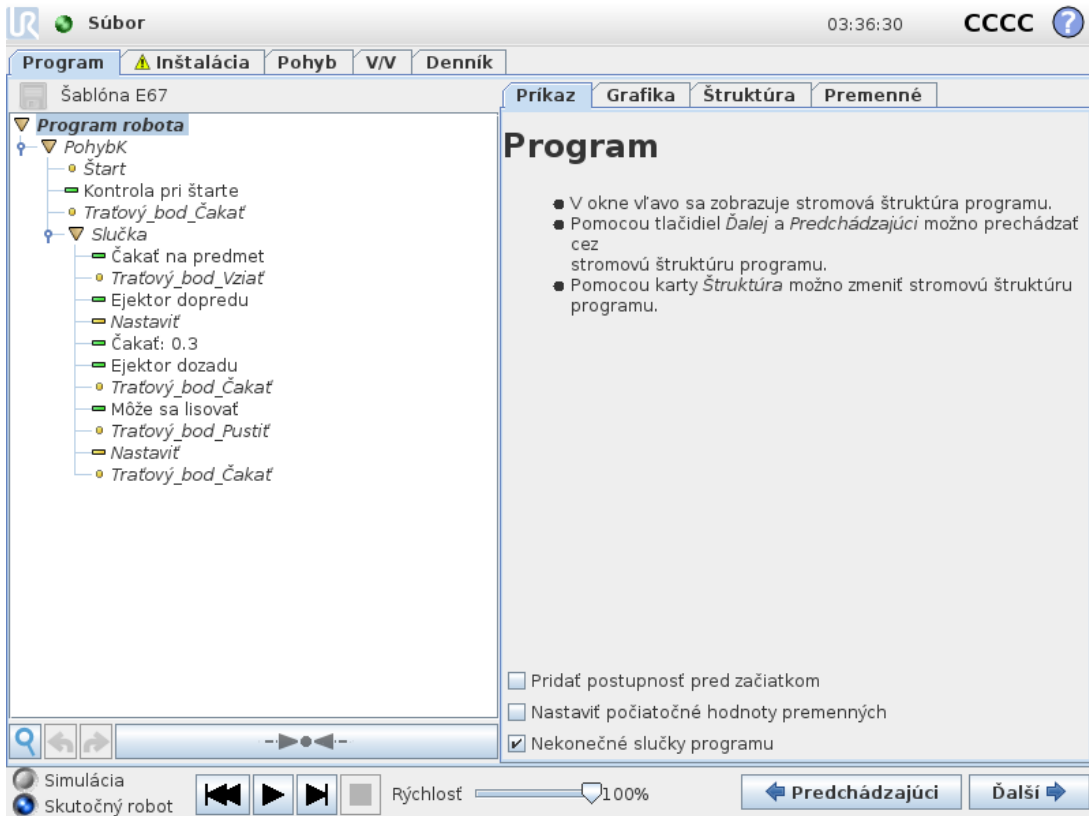 UR Súbor 03:36:30 CCCC ?
Program Inštalácia Pohyb V/V Denník
Šablóna E67
Program robota
PohybK
Štart
Kontrola pri štarte
Traťový_bod_Čakať
Slučka
Čakať na predmet
Traťový_bod_Vziať
Ejektor dopredu
Nastaviť
Čakať: 0.3
Ejektor dozadu
Traťový_bod_Čakať
Môže sa lisovať
Traťový_bod_Pustiť
Nastaviť
Traťový_bod_Čakať
Príkaz Grafika Štruktúra Premenné
Program
V okne vľavo sa zobrazuje stromová štruktúra programu.
Pomocou tlačidiel Ďalej a Predchádzajúci možno prechádzať
cez
stromovú štruktúru programu.
Pomocou karty Štruktúra možno zmeniť stromovú štruktúru
programu.
Pridať postupnosť pred začiatkom
Nastaviť počiatočné hodnoty premenných
Nekonečné slučky programu
Simulácia
Skutočný robot
Rýchlosť 100%
Predchádzajúci Ďalší